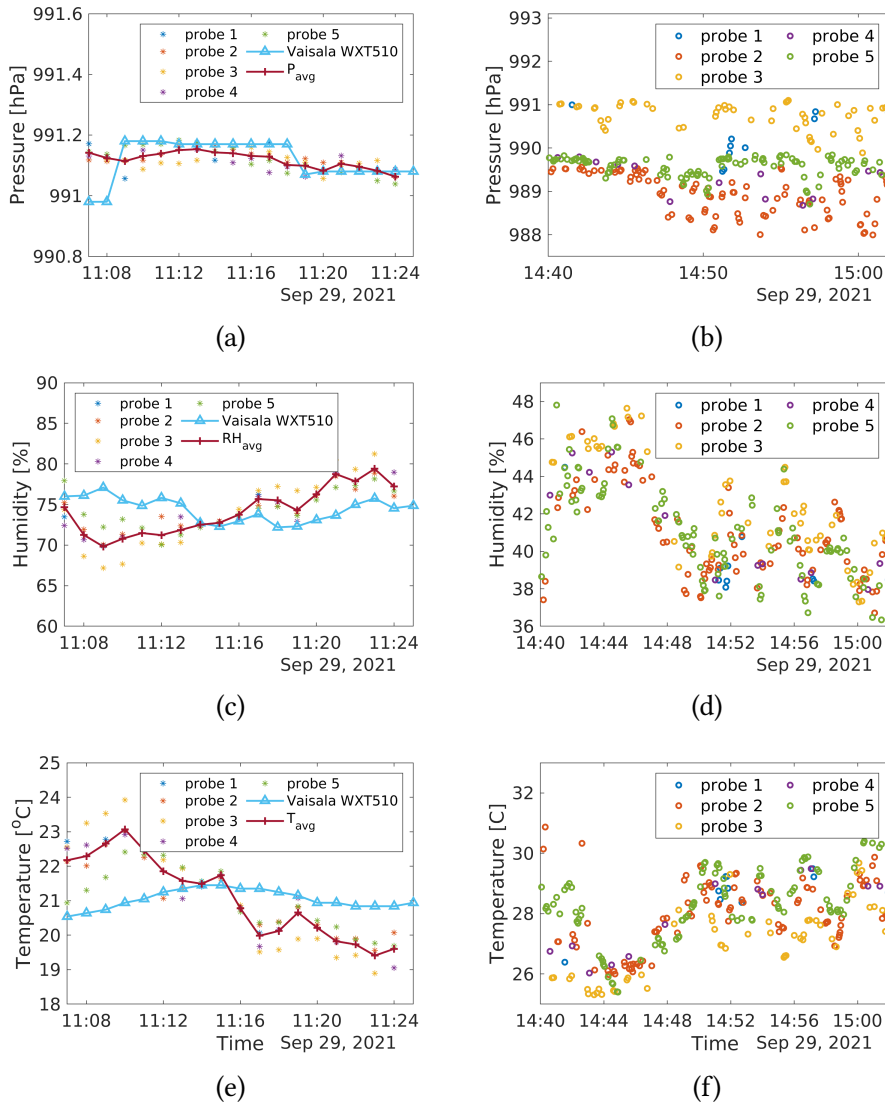 991.6
991.4
991.2
991
990.8
Pressure [hPa]
probe 1
probe 2
probe 3
probe 4
probe 5
Vaisala WXT510
P_avg
11:08 11:12 11:16 11:20 11:24
Sep 29, 2021
(a)
993
992
991
990
989
988
Pressure [hPa]
probe 1
probe 2
probe 3
probe 4
probe 5
14:40 14:50 15:00
Sep 29, 2021
(b)
90
85
80
75
70
65
60
Humidity [%]
probe 1
probe 2
probe 3
probe 4
probe 5
Vaisala WXT510
RH_avg
11:08 11:12 11:16 11:20 11:24
Sep 29, 2021
(c)
48
46
44
42
40
38
36
Humidity [%]
probe 1
probe 2
probe 3
probe 4
probe 5
14:40 14:44 14:48 14:52 14:56 15:00
Sep 29, 2021
(d)
25
24
23
22
21
20
19
18
Temperature [°C]
probe 1
probe 2
probe 3
probe 4
probe 5
Vaisala WXT510
T_avg
11:08 11:12 11:16 11:20 11:24
Time Sep 29, 2021
(e)
32
30
28
26
Temperature [C]
probe 1
probe 2
probe 3
probe 4
probe 5
14:40 14:44 14:48 14:52 14:56 15:00
Time Sep 29, 2021
(f)